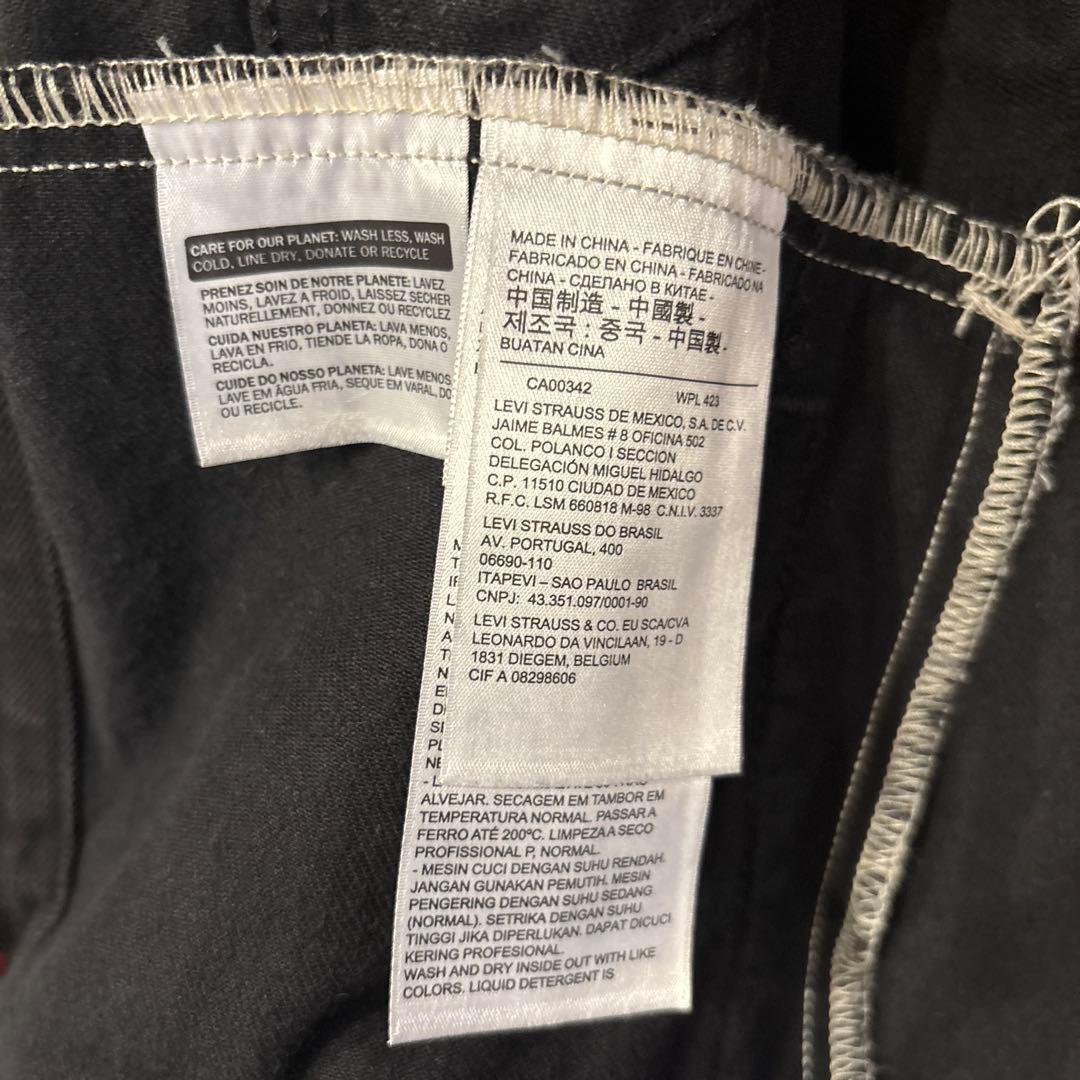 CARE FOR OUR PLANET: WASH LESS, WASH
COLD, LINE DRY, DONATE OR RECYCLE
PRENEZ SOIN DE NOTRE PLANETE: LAVEZ
MOINS, LAVEZ A FROID, LAISSEZ SECHER
NATURELLEMENT, DONNEZ OU RECYCLEZ
CUIDA NUESTRO PLANETA: LAVA MENOS,
LAVA EN FRIO, TIENDE LA ROPA, DONA O
RECICLA.
CUIDE DO NOSSO PLANETA: LAVE MENOS
LAVE EM ÁGUA FRIA, SEQUE EM VARAL, DO
OU RECICLE.
MADE IN CHINA - FABRIQUE EN CHINE -
FABRICADO EN CHINA - FABRICADO NA
CHINA - СДЕЛАНО В КИТАЕ -
中国制造 - 中國製 -
제조국 : 중국 - 中国製 -
BUATAN CINA
CA00342 WPL 423
LEVI STRAUSS DE MEXICO, S.A. DE C.V.
JAIME BALMES # 8 OFICINA 502
COL. POLANCO I SECCION
DELEGACIÓN MIGUEL HIDALGO
C.P. 11510 CIUDAD DE MEXICO
R.F.C. LSM 660818 M-98 C.N.I.V. 3337
LEVI STRAUSS DO BRASIL
AV. PORTUGAL, 400
06690-110
ITAPEVI – SAO PAULO BRASIL
CNPJ: 43.351.097/0001-90
LEVI STRAUSS & CO. EU SCA/CVA
LEONARDO DA VINCILAAN, 19 - D
1831 DIEGEM, BELGIUM
CIF A 08298606
ALVEJAR. SECAGEM EM TAMBOR EM
TEMPERATURA NORMAL. PASSAR A
FERRO ATÉ 200ºC. LIMPEZA A SECO
PROFISSIONAL P, NORMAL.
- MESIN CUCI DENGAN SUHU RENDAH.
JANGAN GUNAKAN PEMUTIH. MESIN
PENGERING DENGAN SUHU SEDANG
(NORMAL). SETRIKA DENGAN SUHU
TINGGI JIKA DIPERLUKAN. DAPAT DICUCI
KERING PROFESIONAL.
WASH AND DRY INSIDE OUT WITH LIKE
COLORS. LIQUID DETERGENT IS